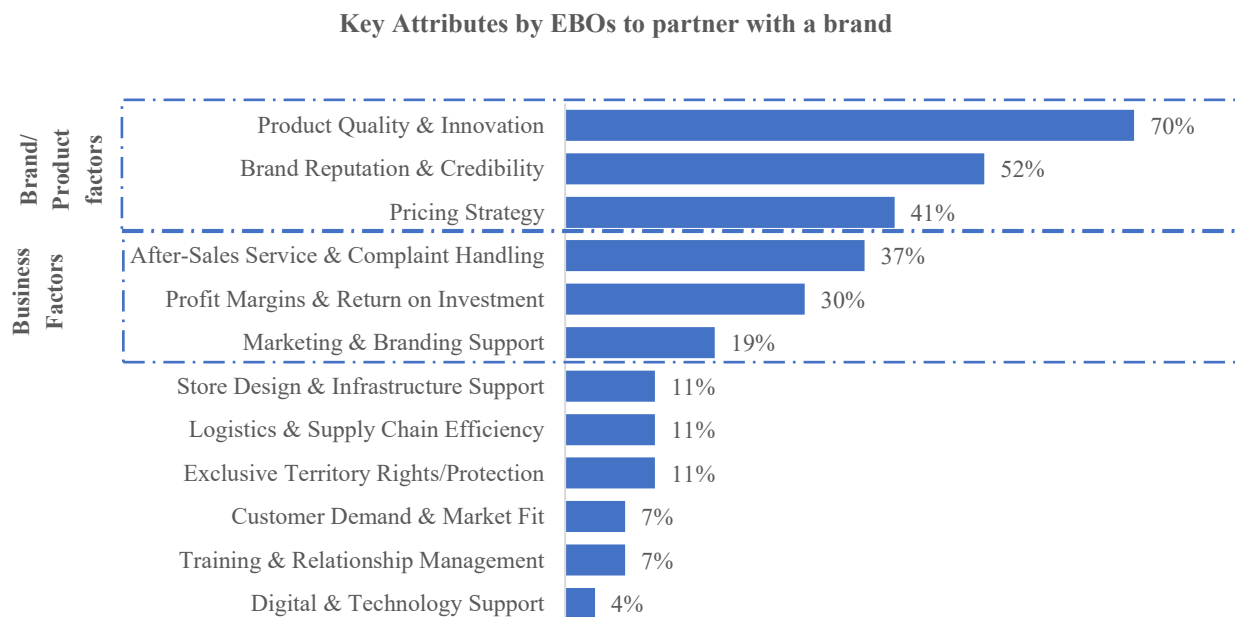 Key Attributes by EBOs to partner with a brand
Brand/
Product
factors
Product Quality & Innovation 70%
Brand Reputation & Credibility 52%
Pricing Strategy 41%
Business
Factors
After-Sales Service & Complaint Handling 37%
Profit Margins & Return on Investment 30%
Marketing & Branding Support 19%
Store Design & Infrastructure Support 11%
Logistics & Supply Chain Efficiency 11%
Exclusive Territory Rights/Protection 11%
Customer Demand & Market Fit 7%
Training & Relationship Management 7%
Digital & Technology Support 4%